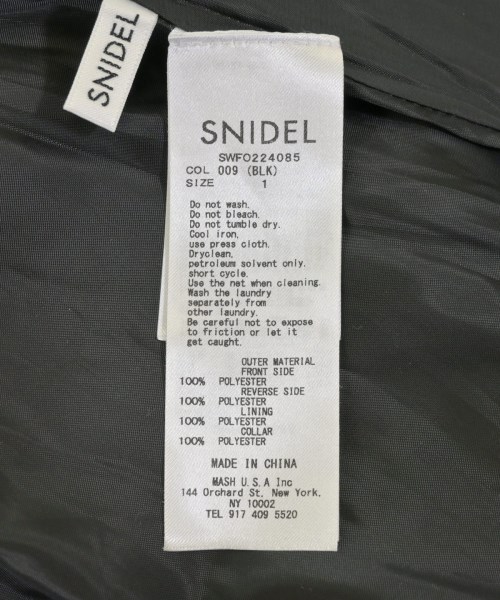 SNIDEL
SNIDEL
SWFO224085
COL 009 (BLK)
SIZE 1
Do not wash.
Do not bleach.
Do not tumble dry.
Cool iron,
use press cloth.
Dryclean,
petroleum solvent only.
short cycle.
Use the net when cleaning.
Wash the laundry
separately from
other laundry.
Be careful not to expose
to friction or let it
get caught.
OUTER MATERIAL
FRONT SIDE
100% POLYESTER
REVERSE SIDE
100% POLYESTER
LINING
100% POLYESTER
COLLAR
100% POLYESTER
MADE IN CHINA
MASH U.S.A Inc
144 Orchard St, New York,
NY 10002
TEL 917 409 5520